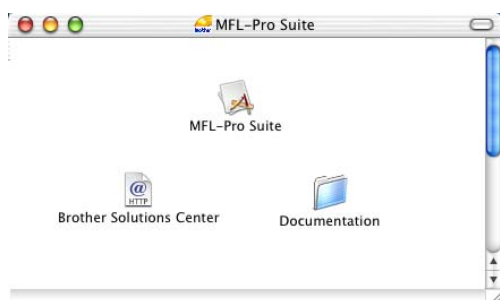 MFL-Pro Suite
MFL-Pro Suite
HTTP
Brother Solutions Center
Documentation